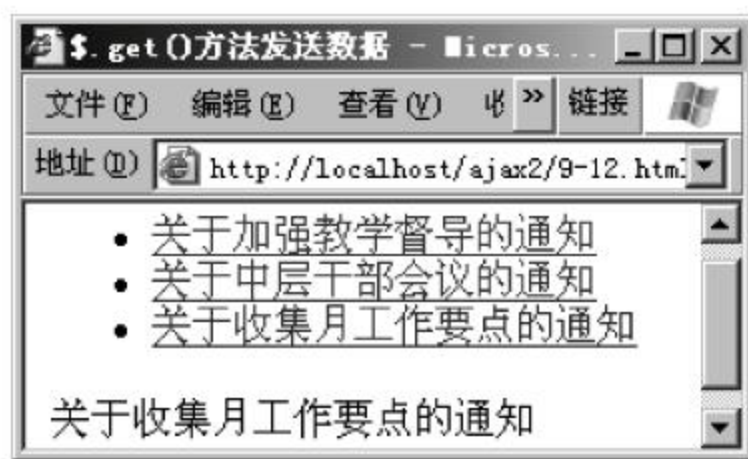 $.get()方法发送数据 - Micros...
文件(F) 编辑(E) 查看(V) » 链接
地址(D) http://localhost/ajax2/9-12.html
• 关于加强教学督导的通知
• 关于中层干部会议的通知
• 关于收集月工作要点的通知
关于收集月工作要点的通知